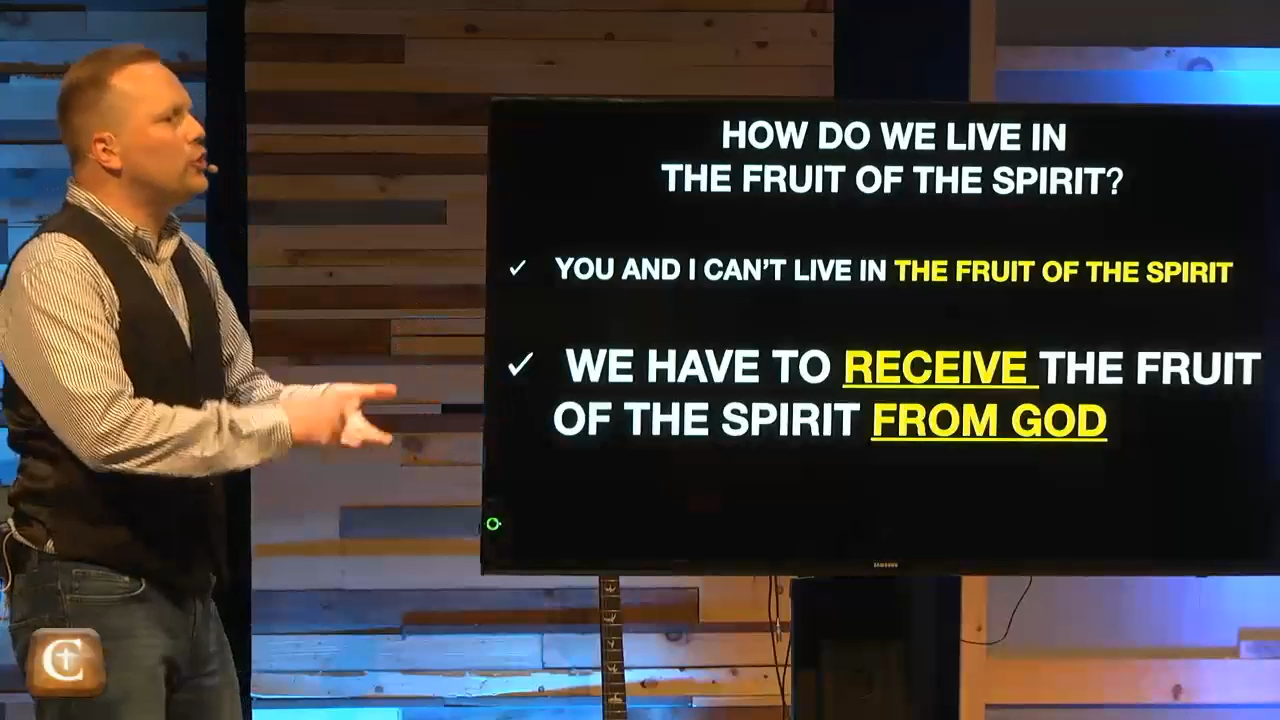 HOW DO WE LIVE IN
THE FRUIT OF THE SPIRIT?
✓ YOU AND I CAN'T LIVE IN THE FRUIT OF THE SPIRIT
✓ WE HAVE TO RECEIVE THE FRUIT
OF THE SPIRIT FROM GOD
SAMSUNG
C